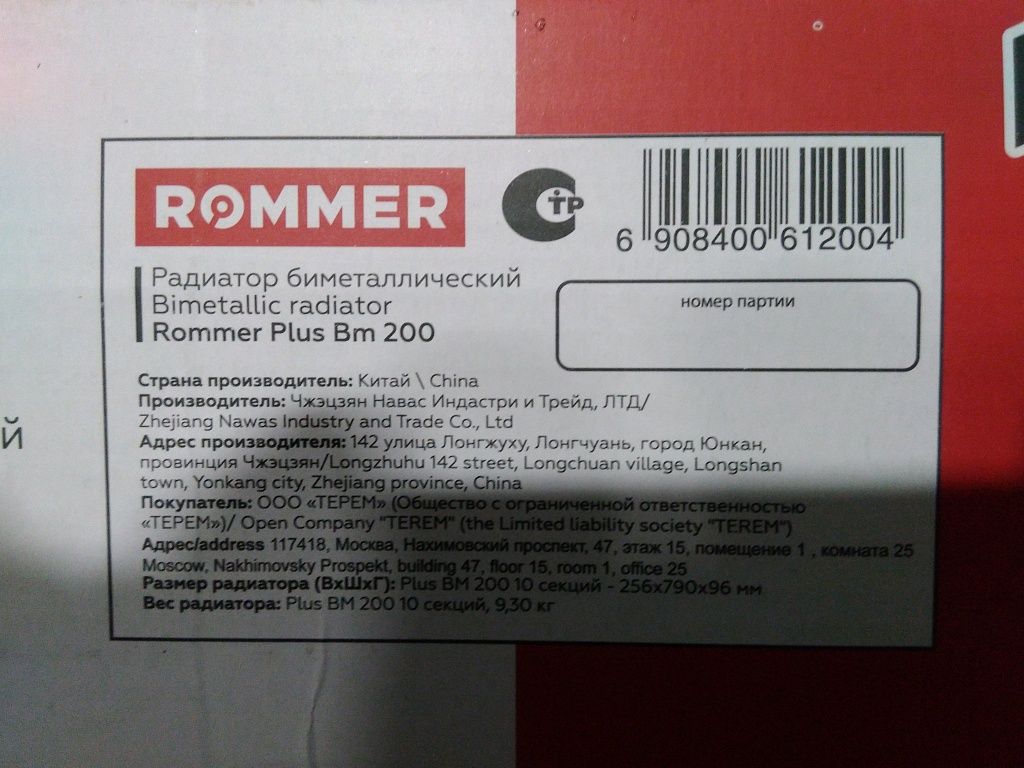 ROMMER
ТР
6 908400 612004
Радиатор биметаллический
Bimetallic radiator
Rommer Plus Bm 200
номер партии
Страна производитель: Китай \ China
Производитель: Чжэцзян Навас Индастри и Трейд, ЛТД/
Zhejiang Nawas Industry and Trade Co., Ltd
Адрес производителя: 142 улица Лонгжуху, Лонгчуань, город Юнкан,
провинция Чжэцзян/Longzhuhu 142 street, Longchuan village, Longshan
town, Yonkang city, Zhejiang province, China
Покупатель: ООО «ТЕРЕМ» (Общество с ограниченной ответственностью
«ТЕРЕМ»)/ Open Company "TEREM" (the Limited liability society "TEREM")
Адрес/address 117418, Москва, Нахимовский проспект, 47, этаж 15, помещение 1 , комната 25
Moscow, Nakhimovsky Prospekt, building 47, floor 15, room 1, office 25
Размер радиатора (ВхШхГ): Plus BM 200 10 секций - 256x790x96 мм
Вес радиатора: Plus BM 200 10 секций, 9,30 кг
й